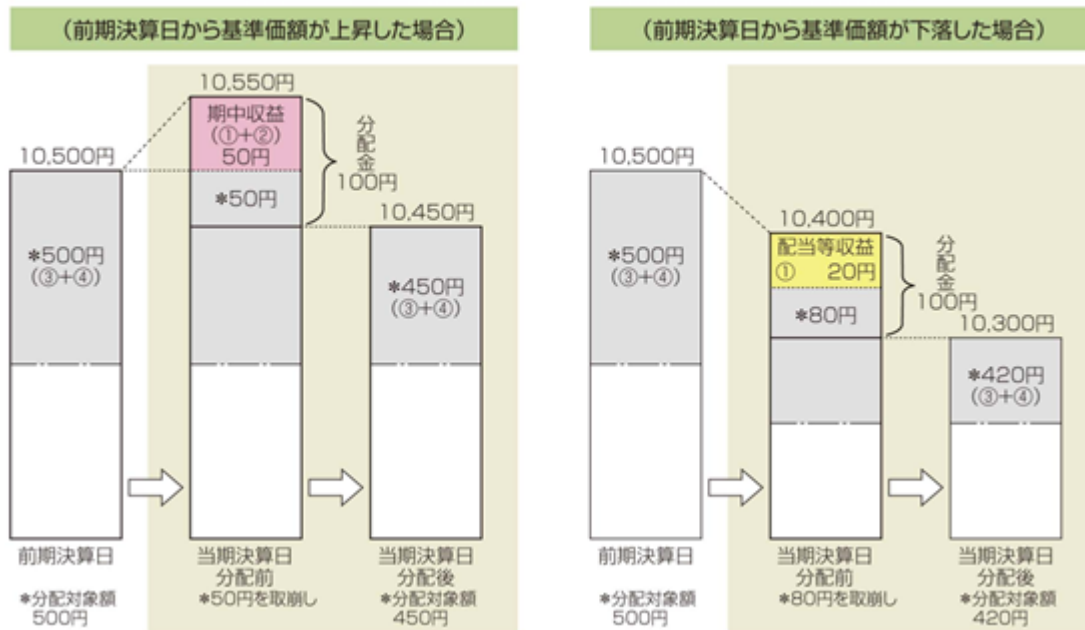 (前期決算日から基準価額が上昇した場合)
10,500円
*500円
(③+④)
10,550円
期中収益
(①+②)
50円
*50円
分配金
100円
10,450円
*450円
(③+④)
前期決算日
*分配対象額
500円
当期決算日
分配前
*50円を取崩し
当期決算日
分配後
*分配対象額
450円
(前期決算日から基準価額が下落した場合)
10,500円
*500円
(③+④)
10,400円
配当等収益
① 20円
*80円
分配金
100円
10,300円
*420円
(③+④)
前期決算日
*分配対象額
500円
当期決算日
分配前
*80円を取崩し
当期決算日
分配後
*分配対象額
420円